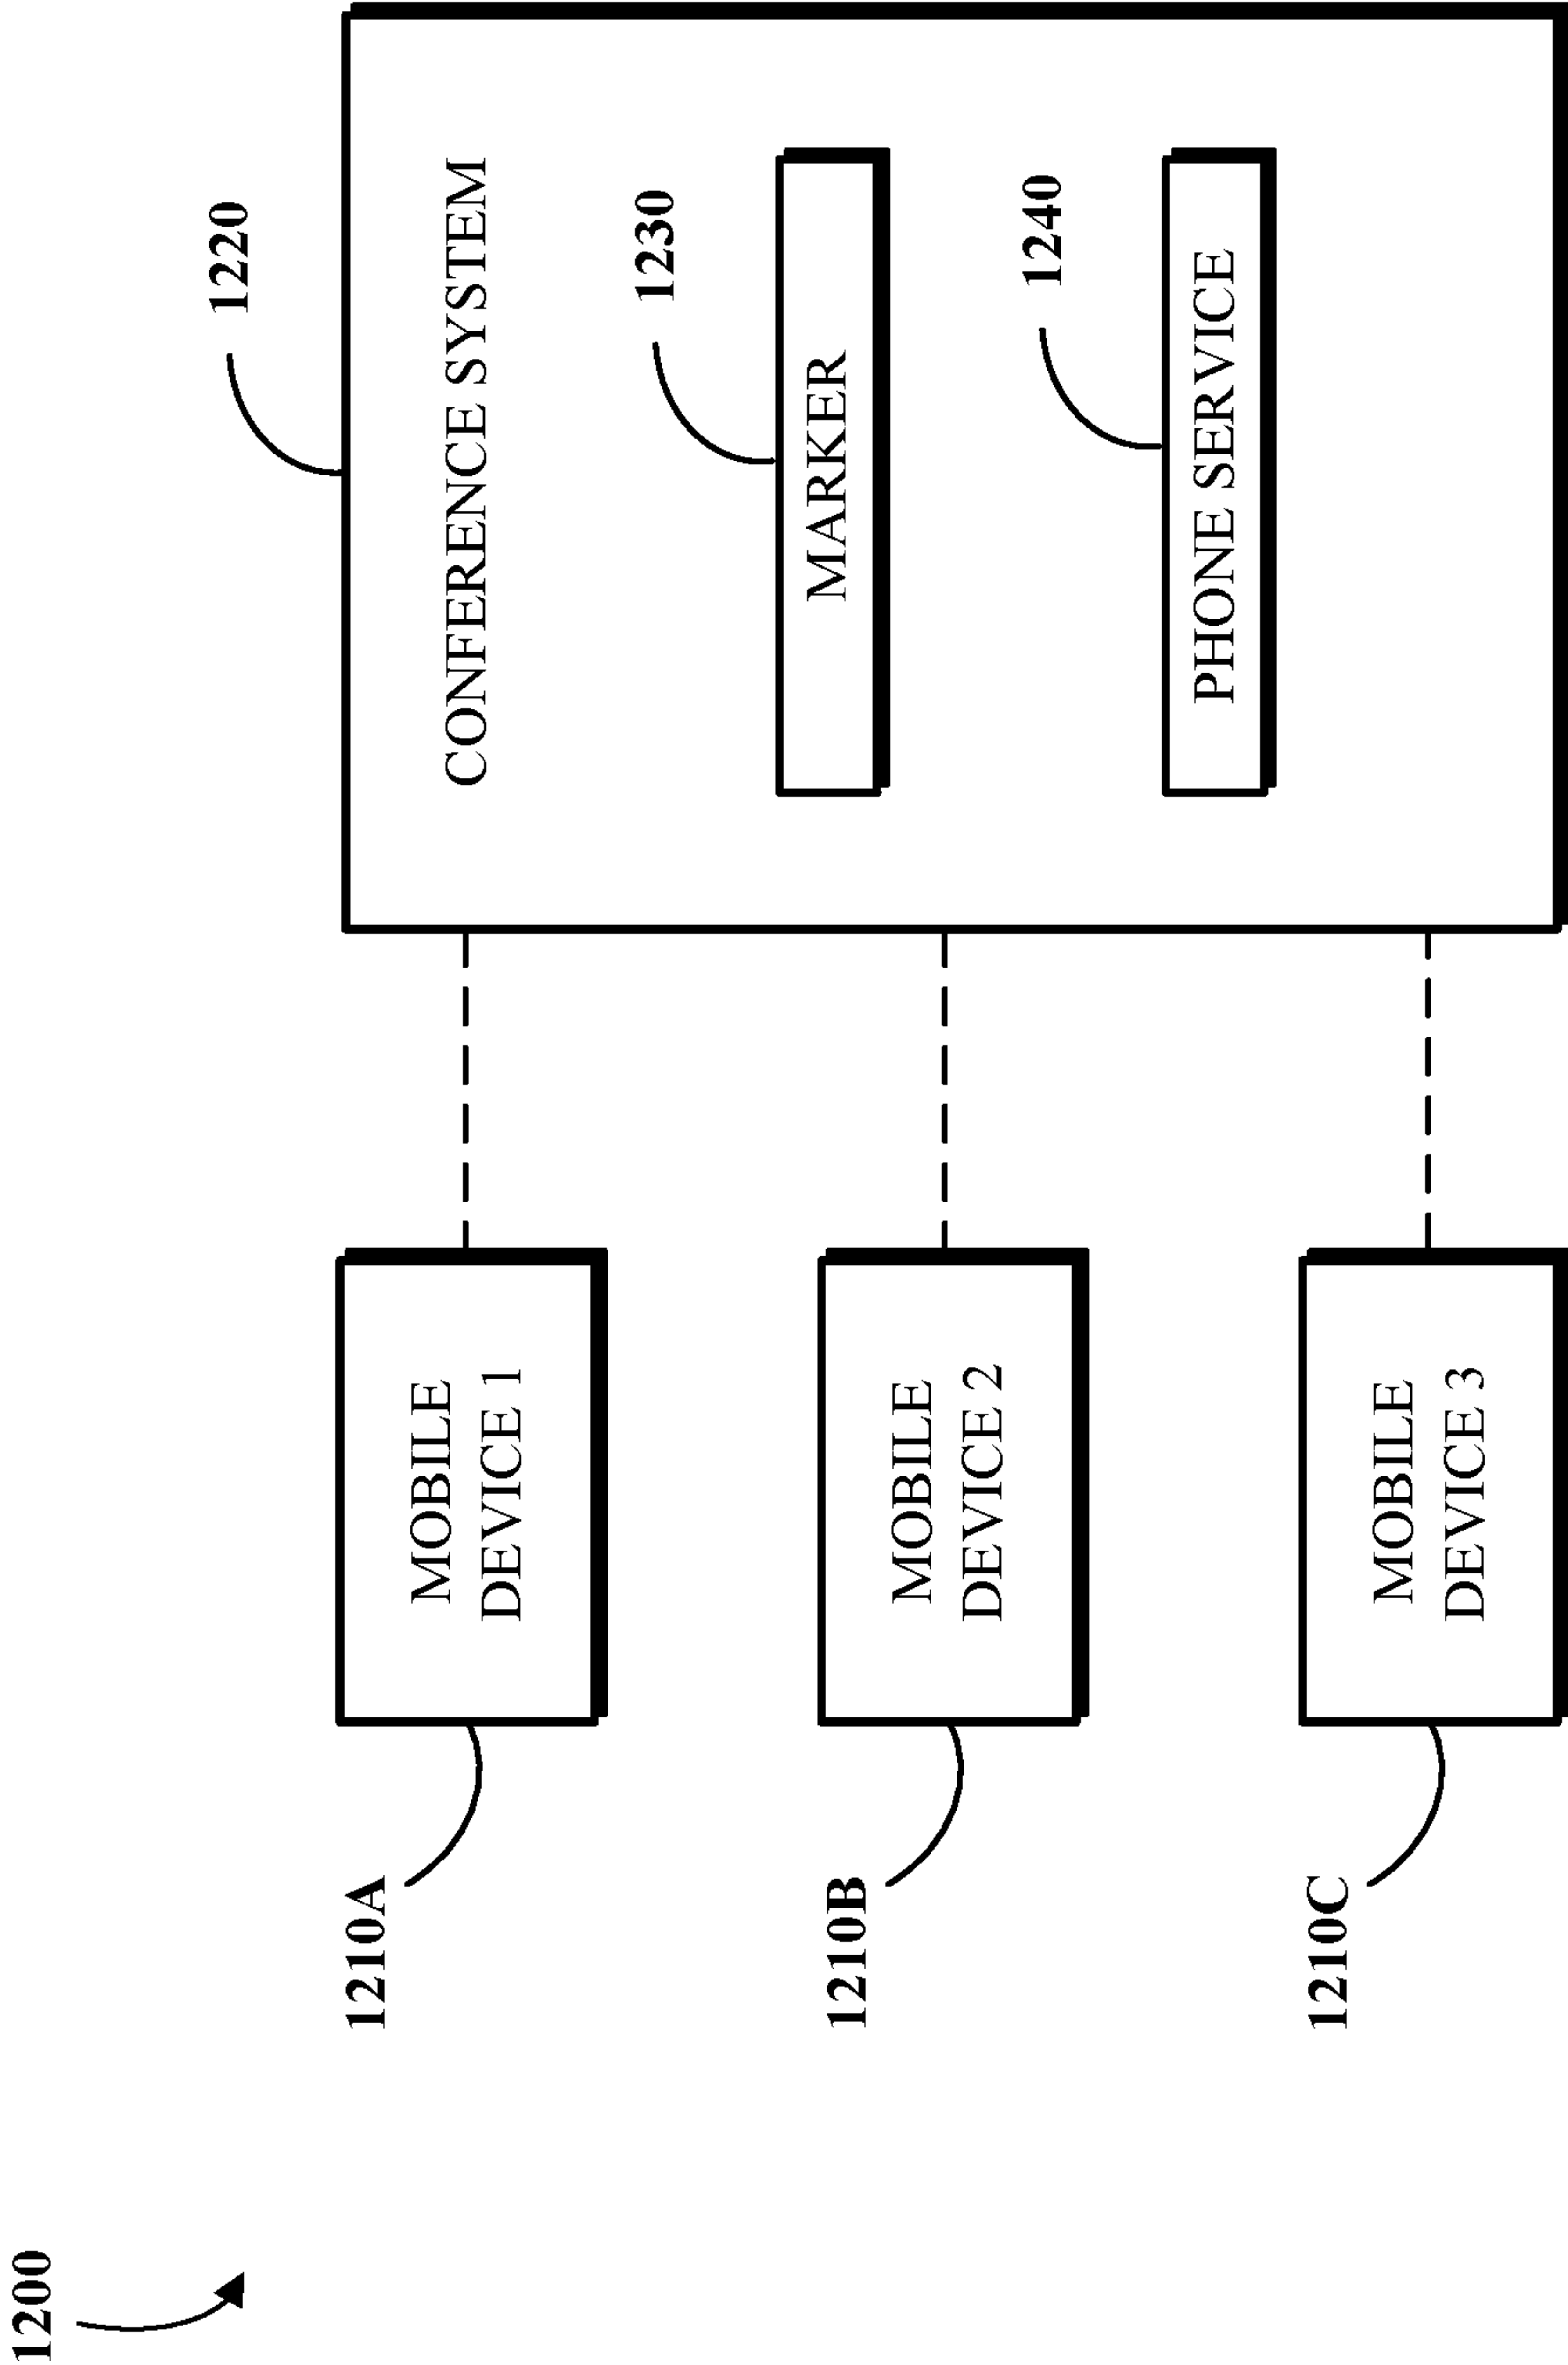 1200
1210A
MOBILE
DEVICE 1
1210B
MOBILE
DEVICE 2
1210C
MOBILE
DEVICE 3
1220
CONFERENCE SYSTEM
1230
MARKER
1240
PHONE SERVICE